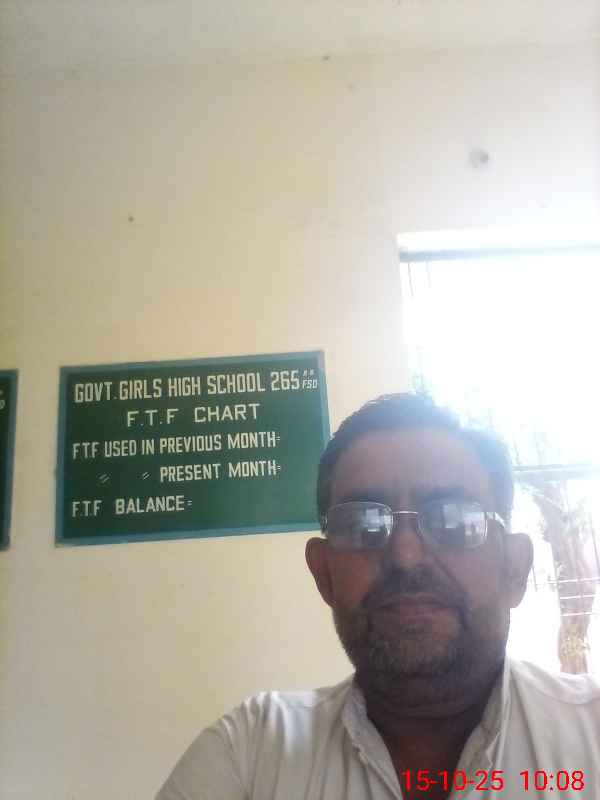 GOVT. GIRLS HIGH SCHOOL 265 R.B FSD
F.T.F CHART
F.T.F USED IN PREVIOUS MONTH=
〃 〃 PRESENT MONTH=
F.T.F BALANCE=
15-10-25 10:08